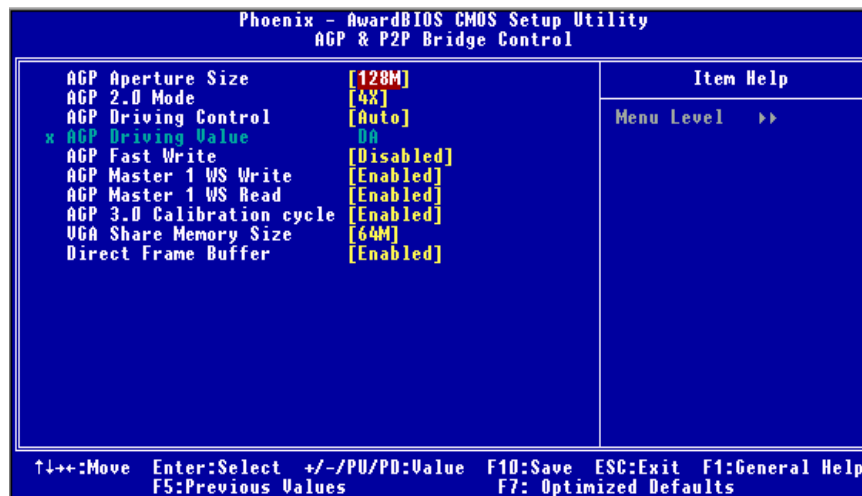 Phoenix - AwardBIOS CMOS Setup Utility
AGP & P2P Bridge Control
AGP Aperture Size [128M]
AGP 2.0 Mode [4X]
AGP Driving Control [Auto]
x AGP Driving Value DA
AGP Fast Write [Disabled]
AGP Master 1 WS Write [Enabled]
AGP Master 1 WS Read [Enabled]
AGP 3.0 Calibration cycle [Enabled]
VGA Share Memory Size [64M]
Direct Frame Buffer [Enabled]
Item Help
Menu Level ▸▸
↑↓→←:Move Enter:Select +/-/PU/PD:Value F10:Save ESC:Exit F1:General Help
F5:Previous Values F7: Optimized Defaults